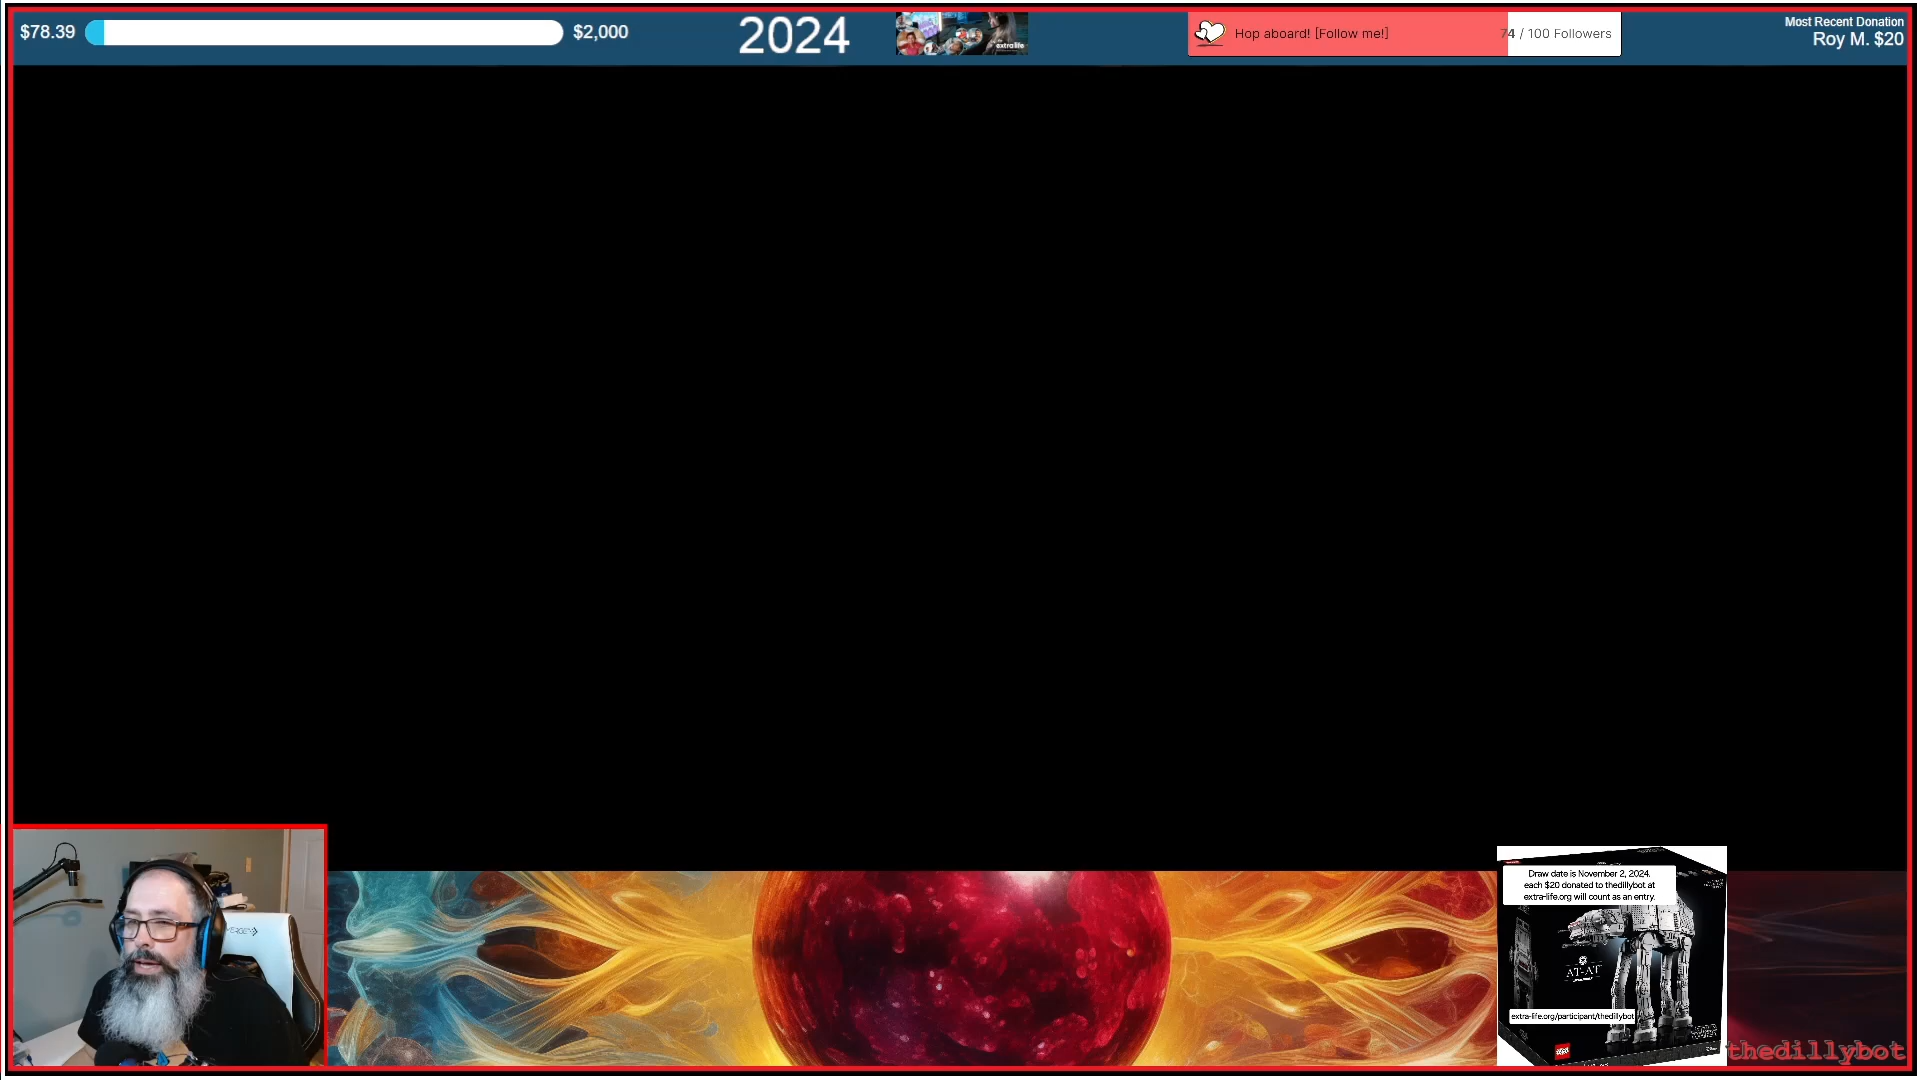 $78.39
$2,000
2024
extralife
Hop aboard! [Follow me!]
74 / 100 Followers
Most Recent Donation
Roy M. $20
Draw date is November 2, 2024.
each $20 donated to thedillybot at
extra-life.org will count as an entry.
AT-AT
extra-life.org/participant/thedillybot
LEGO
thedillybot